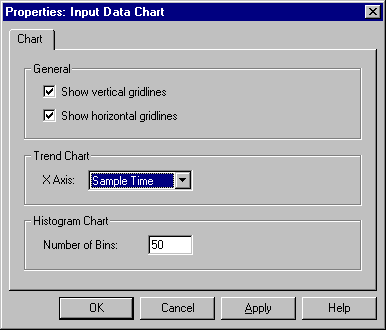 Properties: Input Data Chart
Chart
General
Show vertical gridlines
Show horizontal gridlines
Trend Chart
X Axis: Sample Time
Histogram Chart
Number of Bins: 50
OK Cancel Apply Help